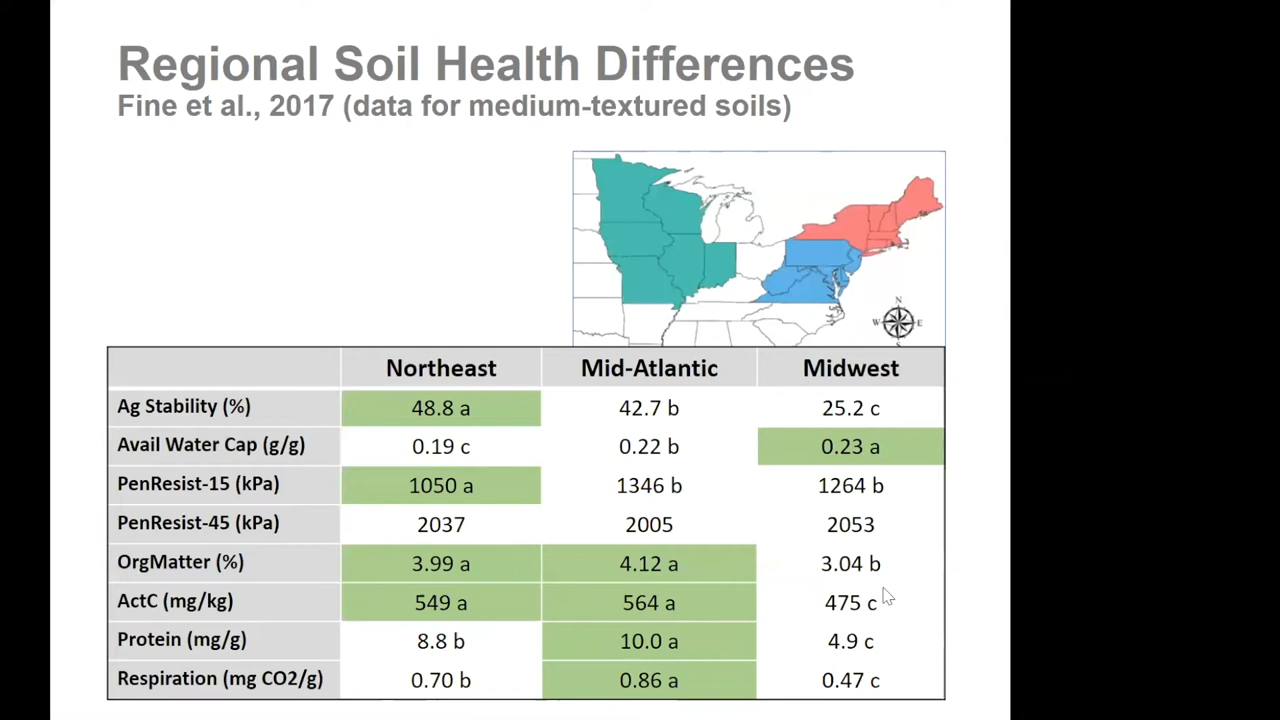 Regional Soil Health Differences
Fine et al., 2017 (data for medium-textured soils)
N
W E
S
Northeast Mid-Atlantic Midwest
Ag Stability (%) 48.8 a 42.7 b 25.2 c
Avail Water Cap (g/g) 0.19 c 0.22 b 0.23 a
PenResist-15 (kPa) 1050 a 1346 b 1264 b
PenResist-45 (kPa) 2037 2005 2053
OrgMatter (%) 3.99 a 4.12 a 3.04 b
ActC (mg/kg) 549 a 564 a 475 c
Protein (mg/g) 8.8 b 10.0 a 4.9 c
Respiration (mg CO2/g) 0.70 b 0.86 a 0.47 c